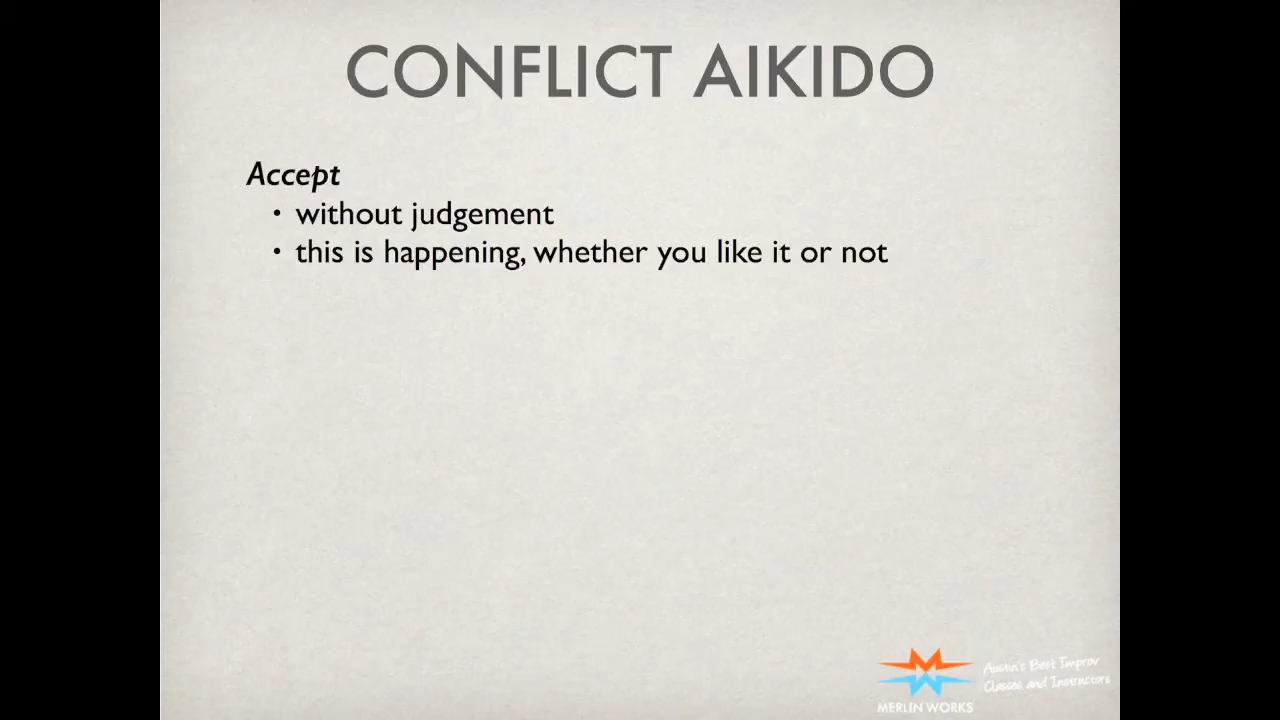 CONFLICT AIKIDO
Accept
• without judgement
• this is happening, whether you like it or not
Austin's Best Improv
Classes and Instructors
MERLIN WORKS